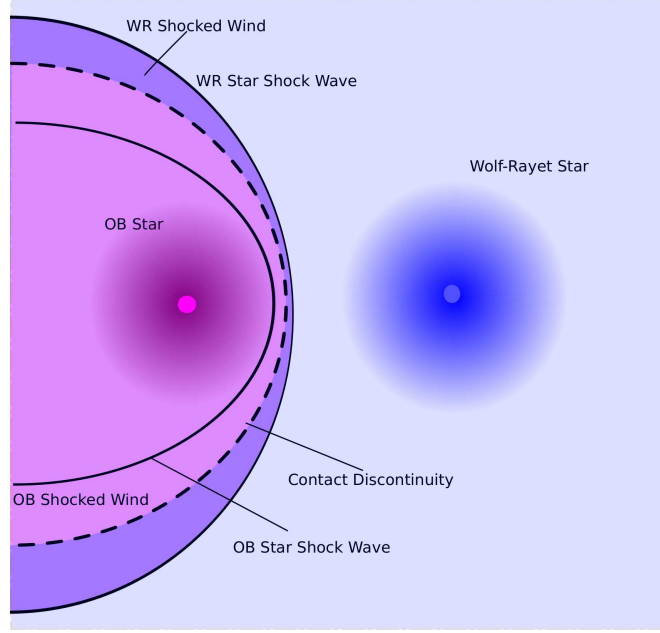 WR Shocked Wind
WR Star Shock Wave
Wolf-Rayet Star
OB Star
Contact Discontinuity
OB Shocked Wind
OB Star Shock Wave